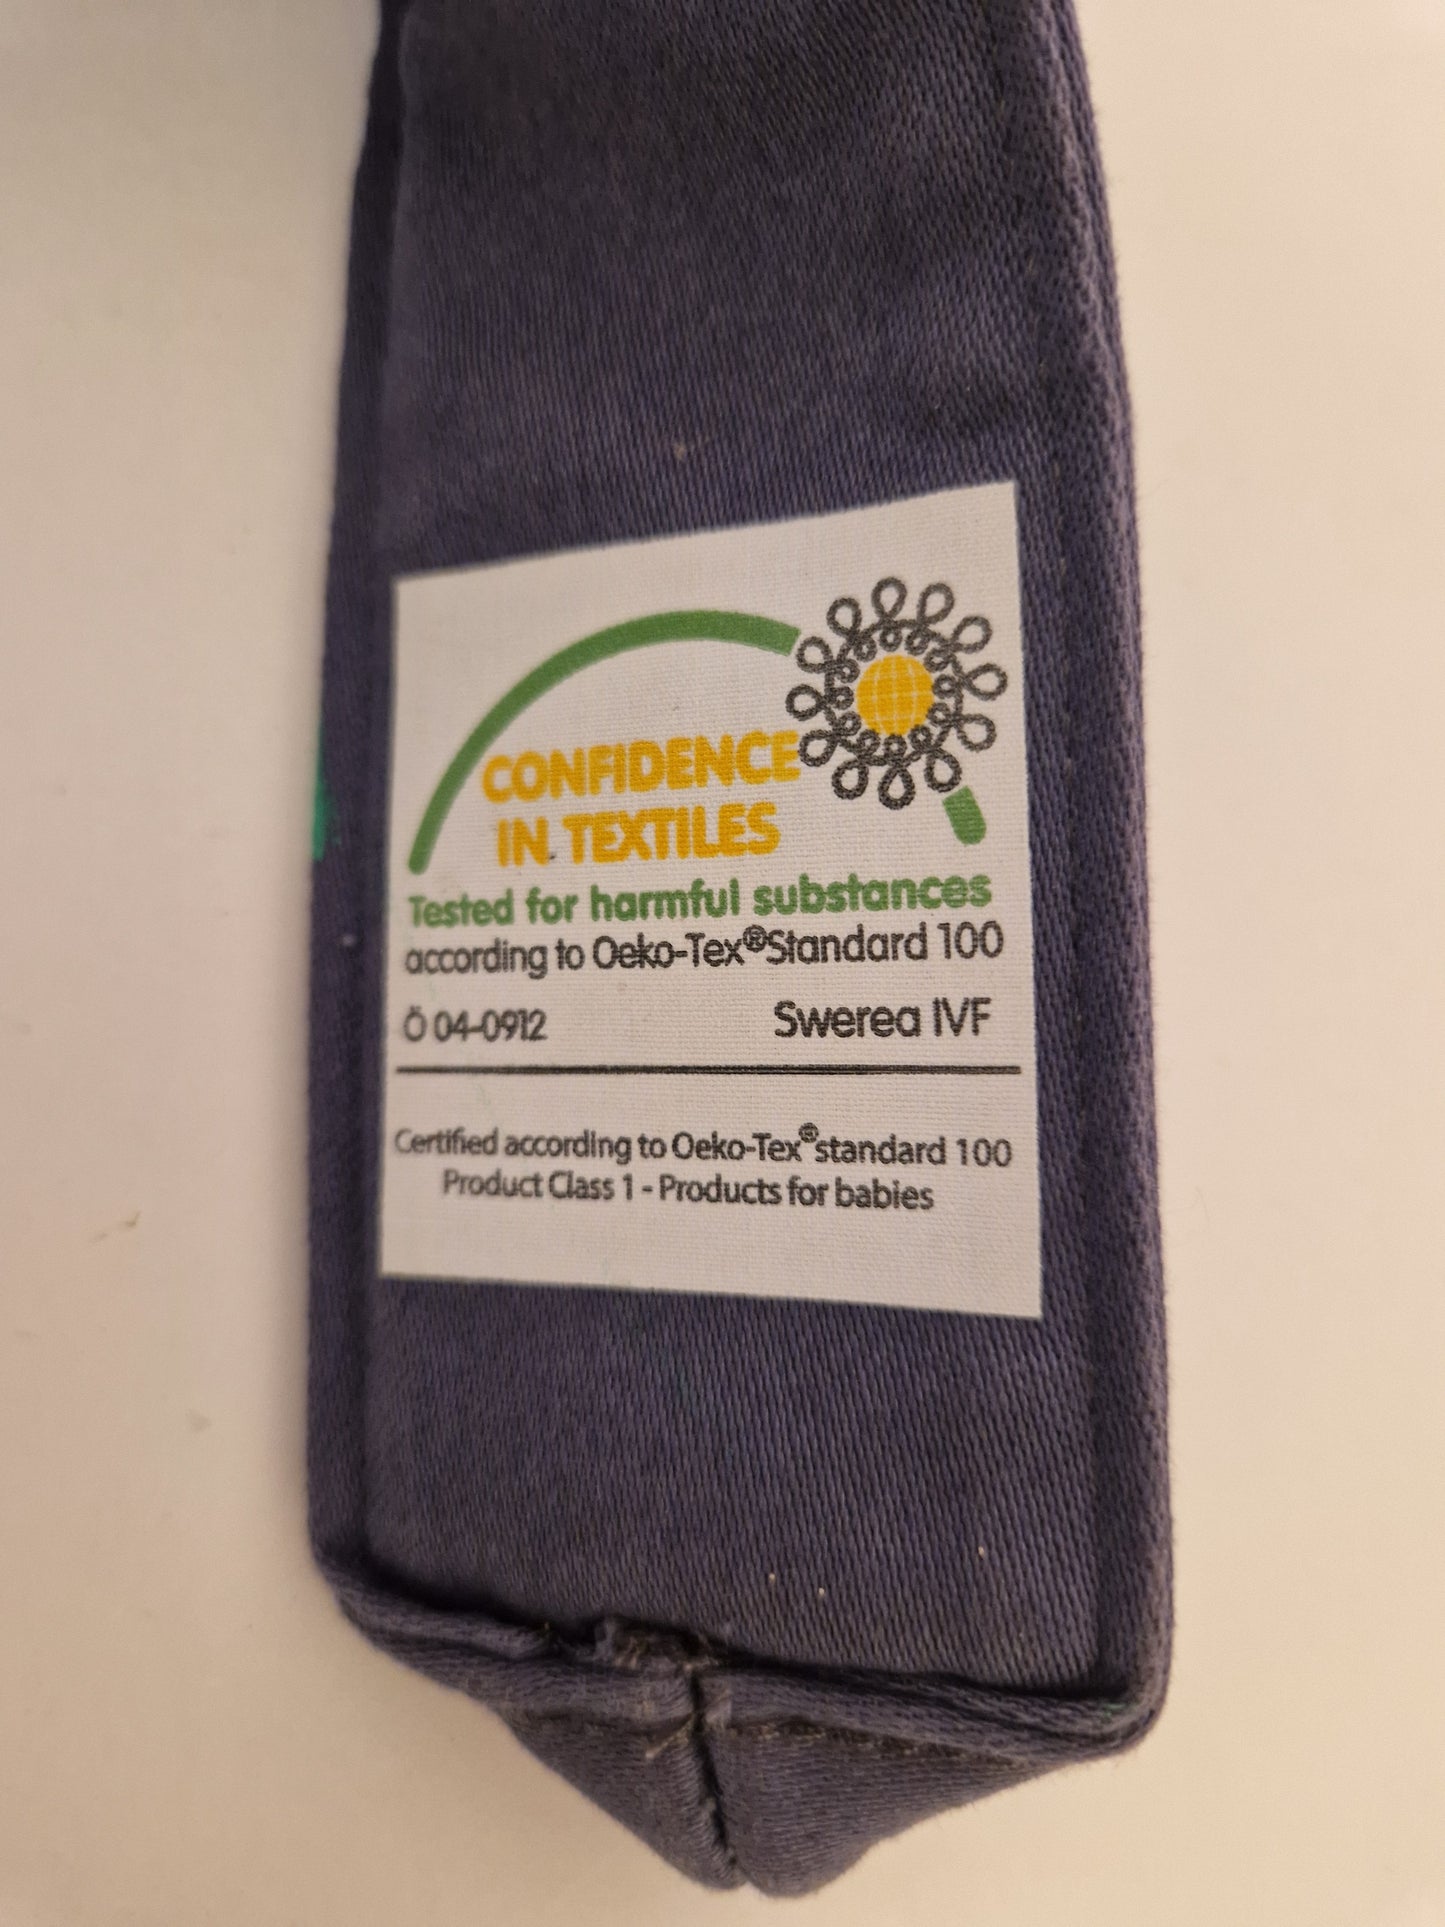 CONFIDENCE
IN TEXTILES
Tested for harmful substances
according to Oeko-Tex®Standard 100
Ö 04-0912 Swerea IVF
Certified according to Oeko-Tex®standard 100
Product Class 1 - Products for babies